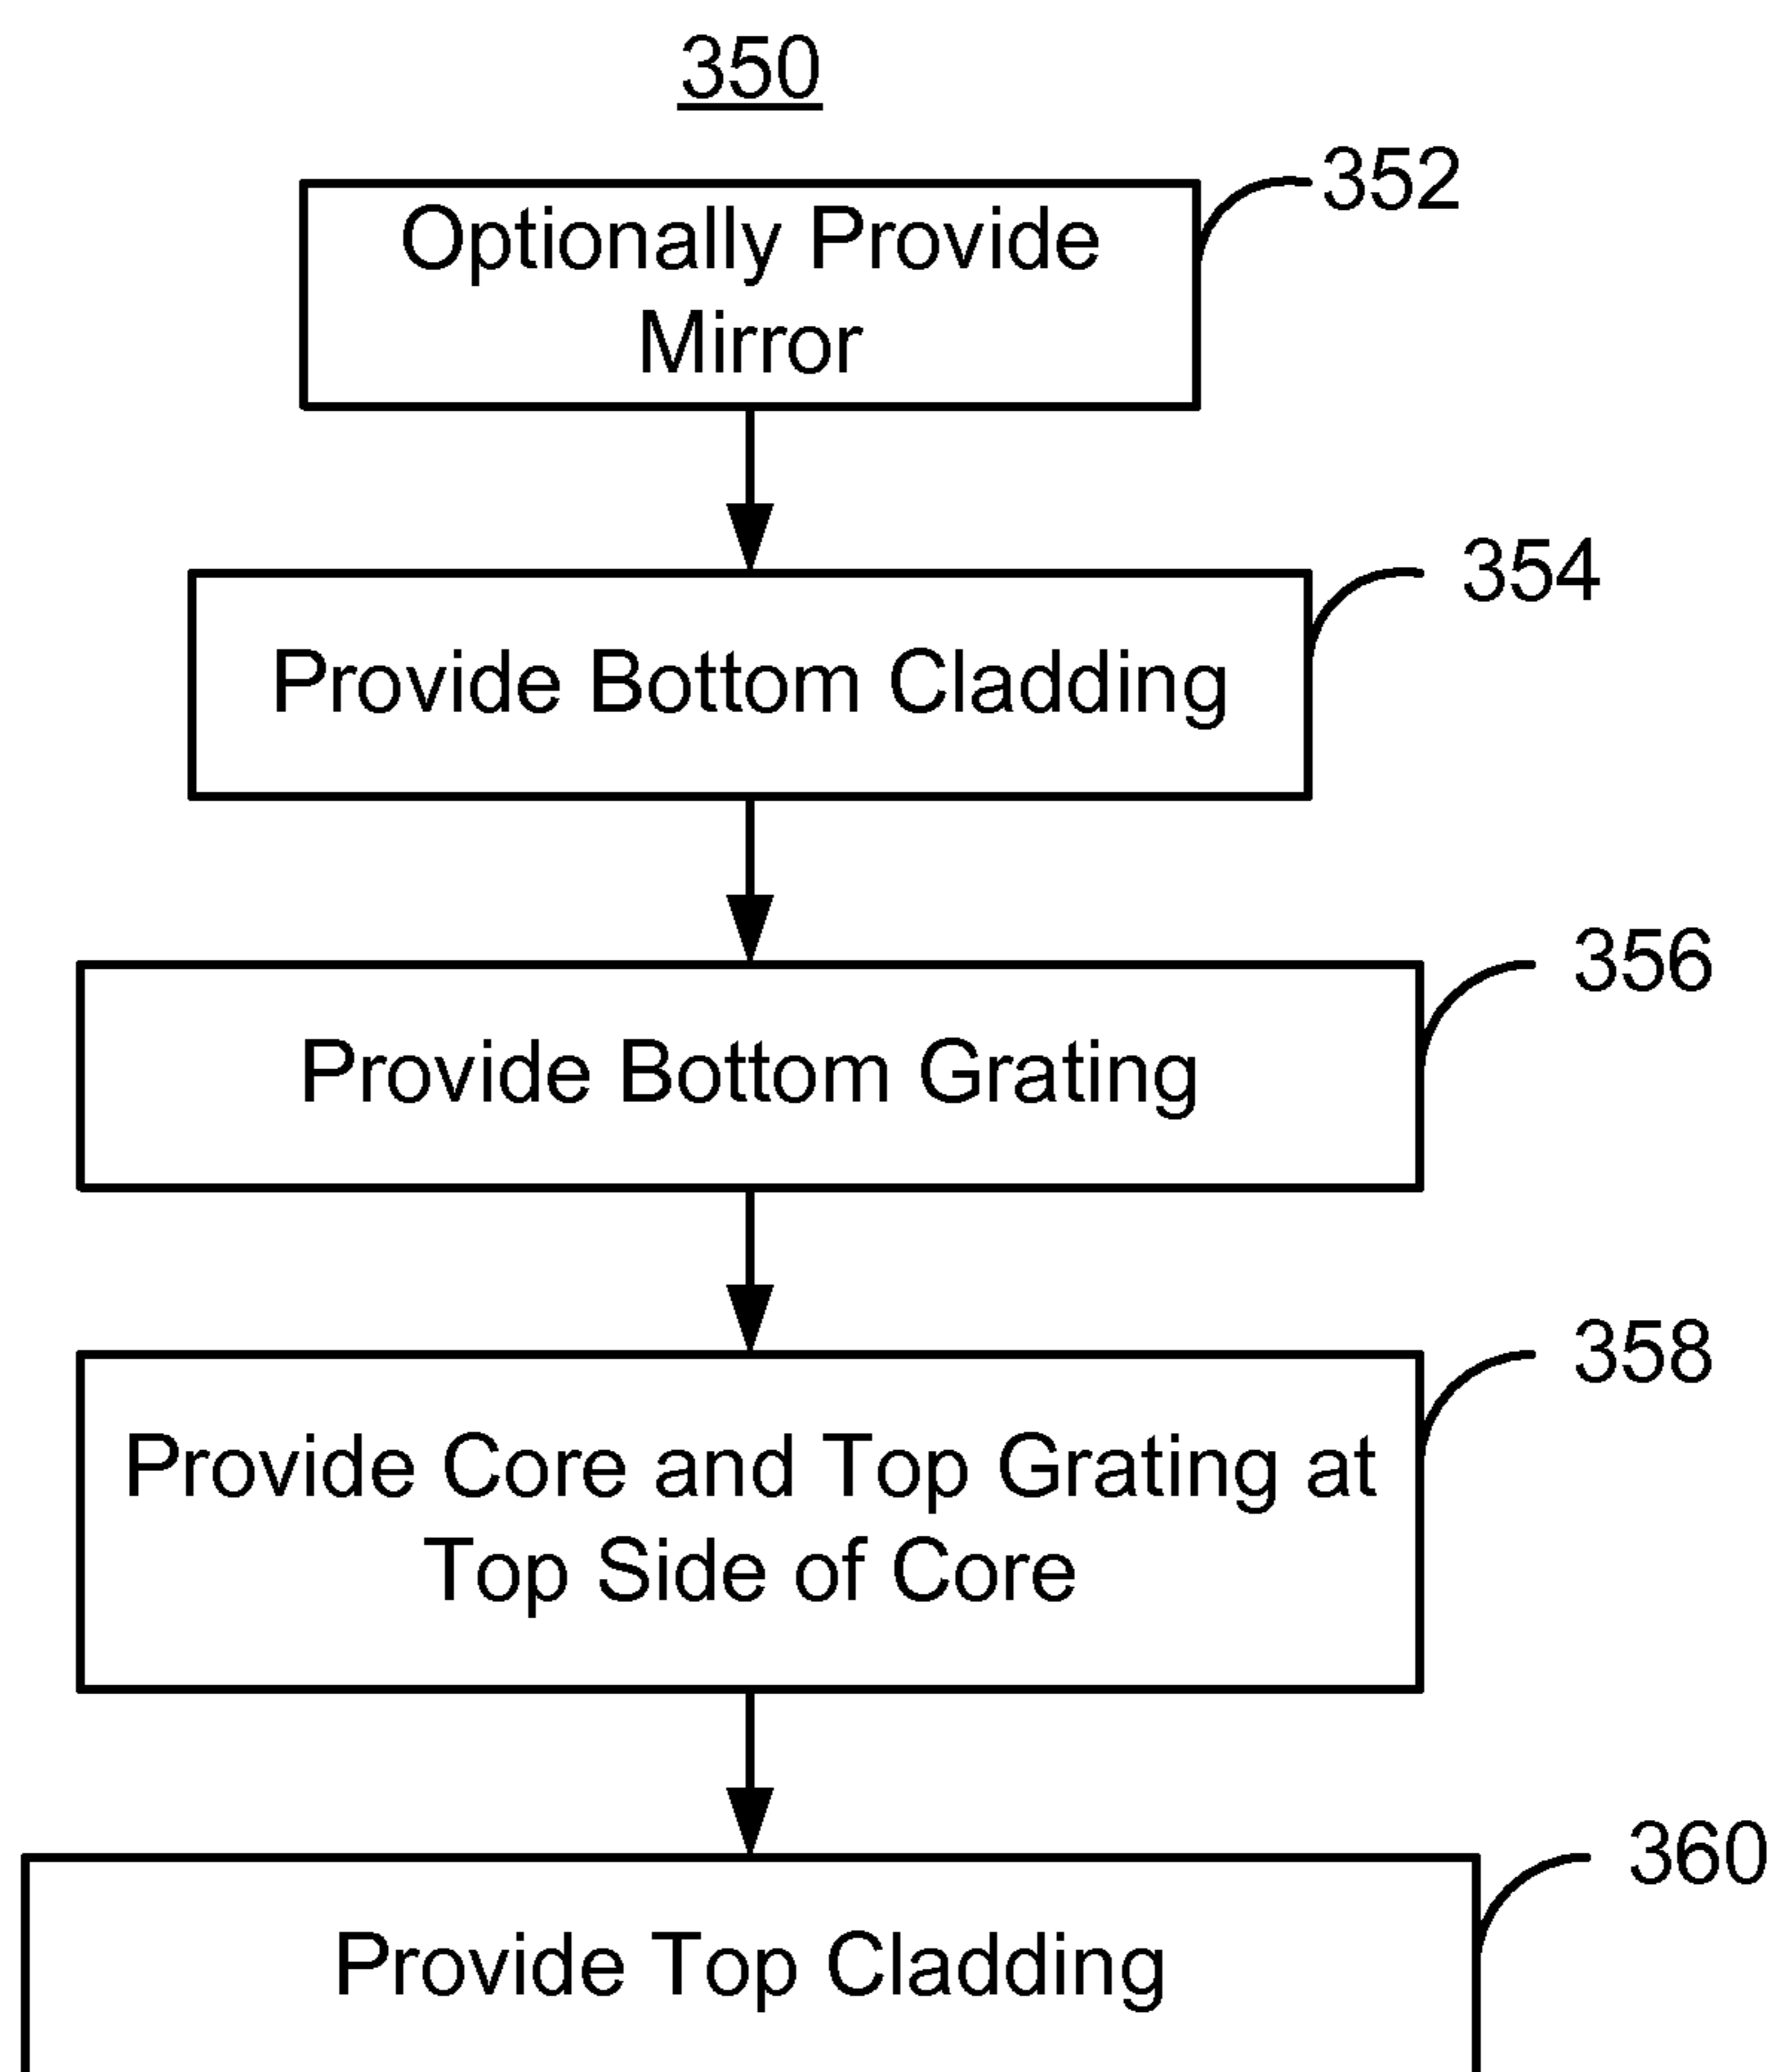 350
352
Optionally Provide
Mirror
354
Provide Bottom Cladding
356
Provide Bottom Grating
358
Provide Core and Top Grating at
Top Side of Core
360
Provide Top Cladding